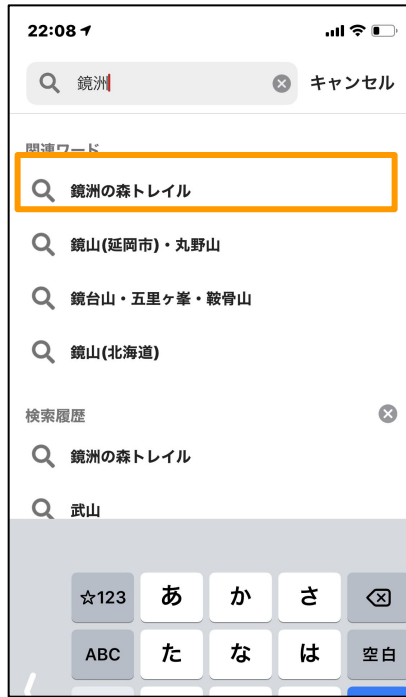 22:08
鏡洲
キャンセル
関連ワード
鏡洲の森トレイル
鏡山(延岡市)・丸野山
鏡台山・五里ヶ峯・鞍骨山
鏡山(北海道)
検索履歴
鏡洲の森トレイル
武山
☆123 あ か さ
ABC た な は 空白